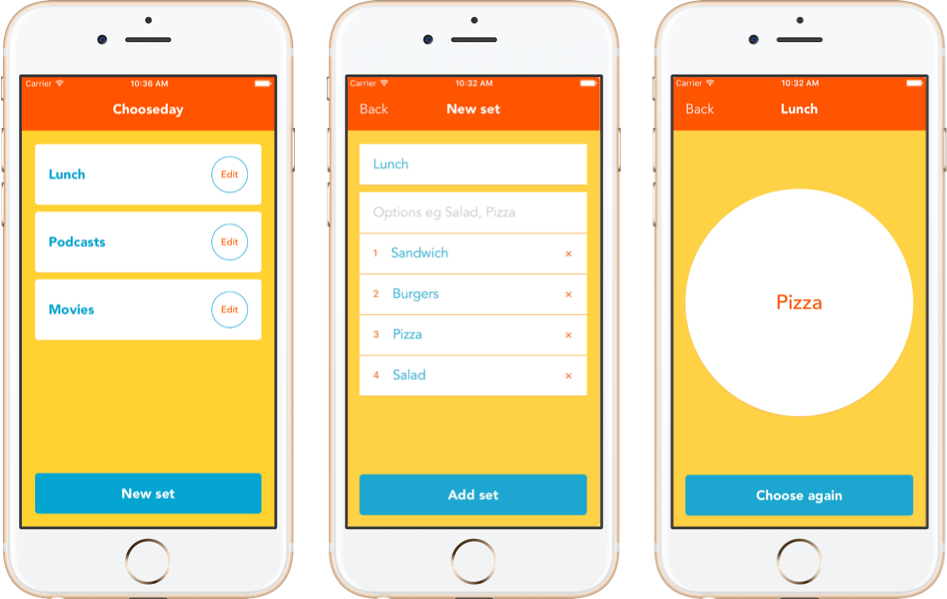 Carrier 10:36 AM
Chooseday
Lunch Edit
Podcasts Edit
Movies Edit
New set
Carrier 10:32 AM
Back New set
Lunch
Options eg Salad, Pizza
1 Sandwich ×
2 Burgers ×
3 Pizza ×
4 Salad ×
Add set
Carrier 10:32 AM
Back Lunch
Pizza
Choose again